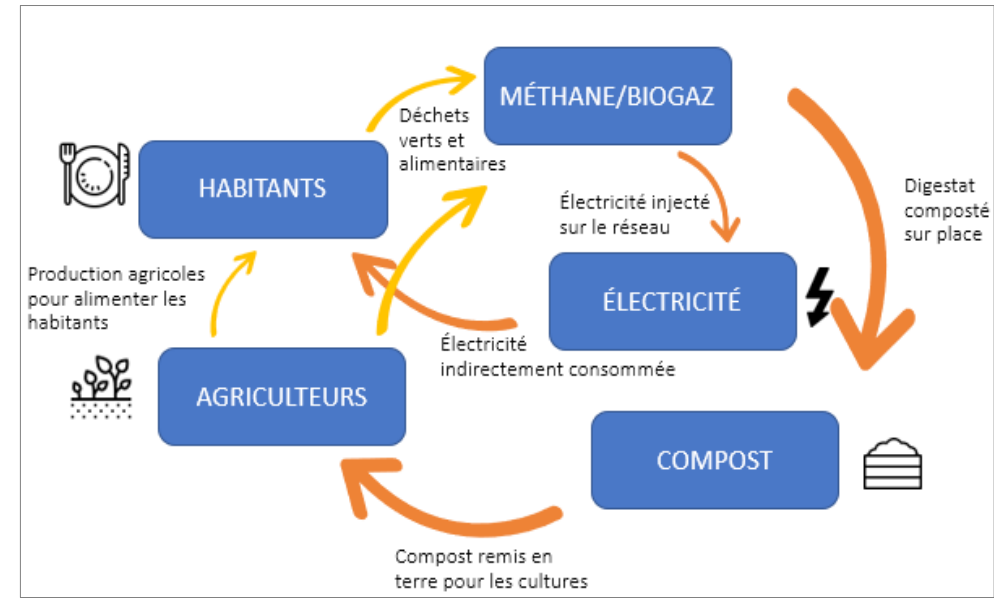 MÉTHANE/BIOGAZ
Déchets
verts et
alimentaires
HABITANTS
Électricité injecté
sur le réseau
Digestat
composté
sur place
Production agricoles
pour alimenter les
habitants
ÉLECTRICITÉ
Électricité
indirectement consommée
AGRICULTEURS
COMPOST
Compost remis en
terre pour les cultures